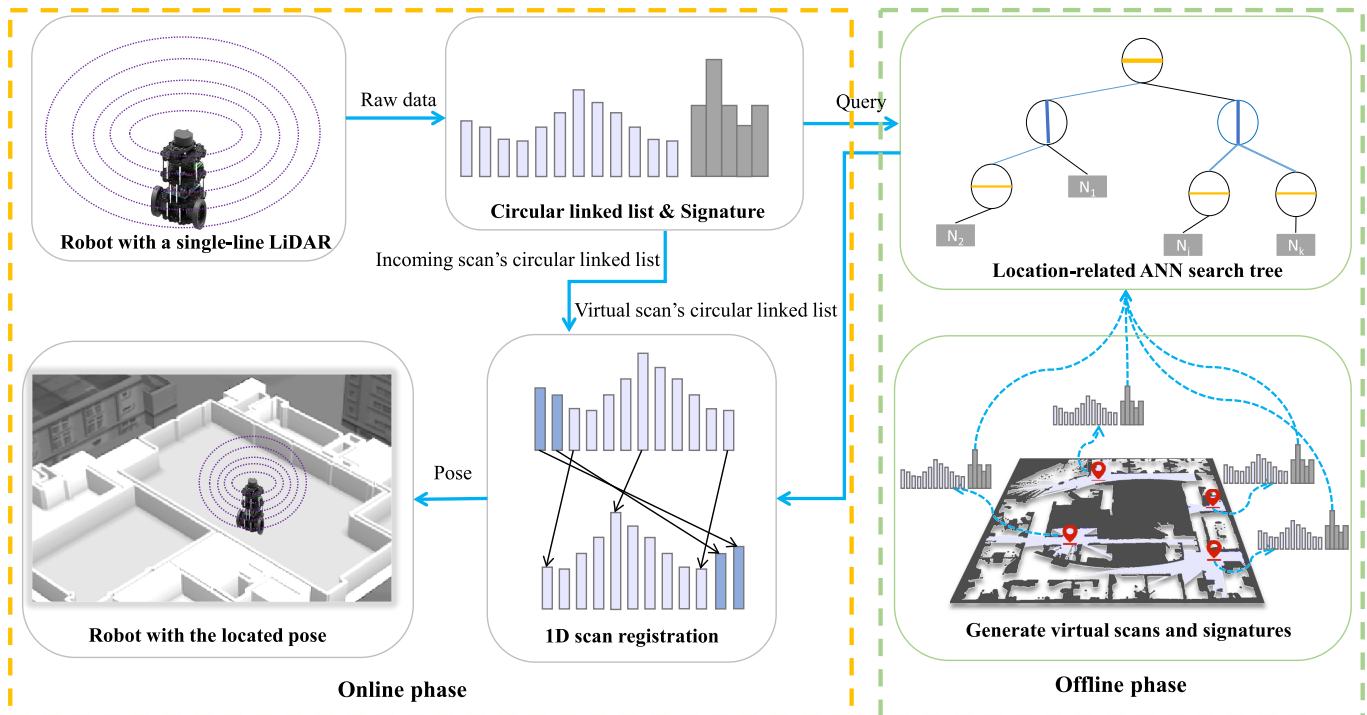 Raw data
Query
Robot with a single-line LiDAR
Circular linked list & Signature
N₁
N₂
Nᵢ
Nₖ
Location-related ANN search tree
Incoming scan's circular linked list
Virtual scan's circular linked list
Pose
Robot with the located pose
1D scan registration
Generate virtual scans and signatures
Online phase
Offline phase